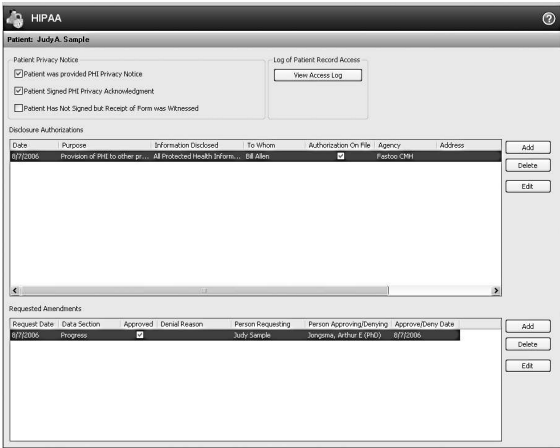 HIPAA
Patient: Judy A. Sample
Patient Privacy Notice
Log of Patient Record Access
Patient was provided PHI Privacy Notice
View Access Log
Patient Signed PHI Privacy Acknowledgment
Patient Has Not Signed but Receipt of Form was Witnessed
Disclosure Authorizations
Date Purpose Information Disclosed To Whom Authorization On File Agency Address
8/7/2006 Provision of PHI to other pr... All Protected Health Inform... Bill Allen Fastoo CMH
Add
Delete
Edit
Requested Amendments
Request Date Data Section Approved Denial Reason Person Requesting Person Approving/Denying Approve/Deny Date
8/7/2006 Progress Judy Sample Jongsma, Arthur E (PhD) 8/7/2006
Add
Delete
Edit